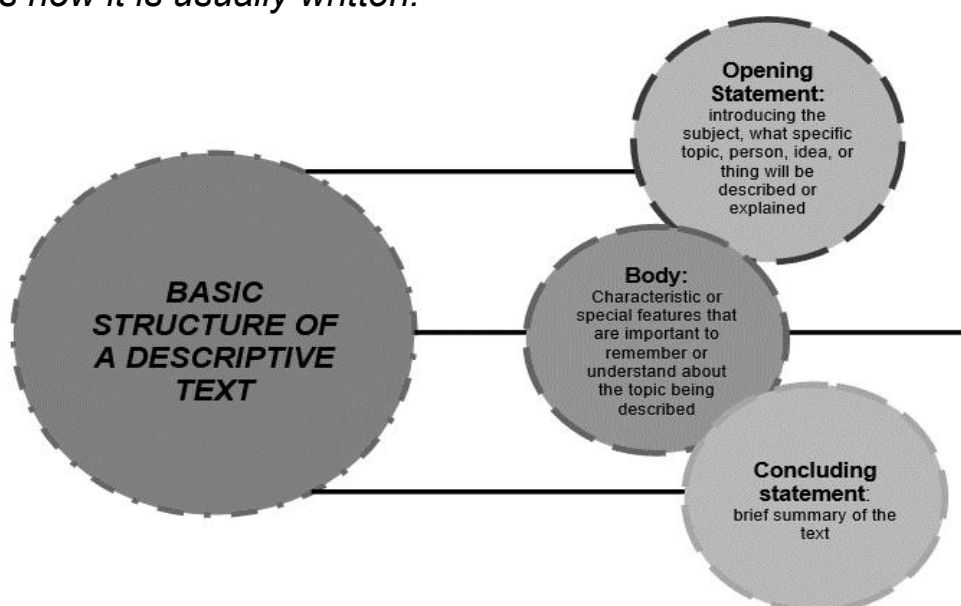 s how it is usually written.
Opening
Statement:
introducing the
subject, what specific
topic, person, idea, or
thing will be
described or
explained
BASIC
STRUCTURE OF
A DESCRIPTIVE
TEXT
Body:
Characteristic or
special features that
are important to
remember or
understand about
the topic being
described
Concluding
statement:
brief summary of the
text